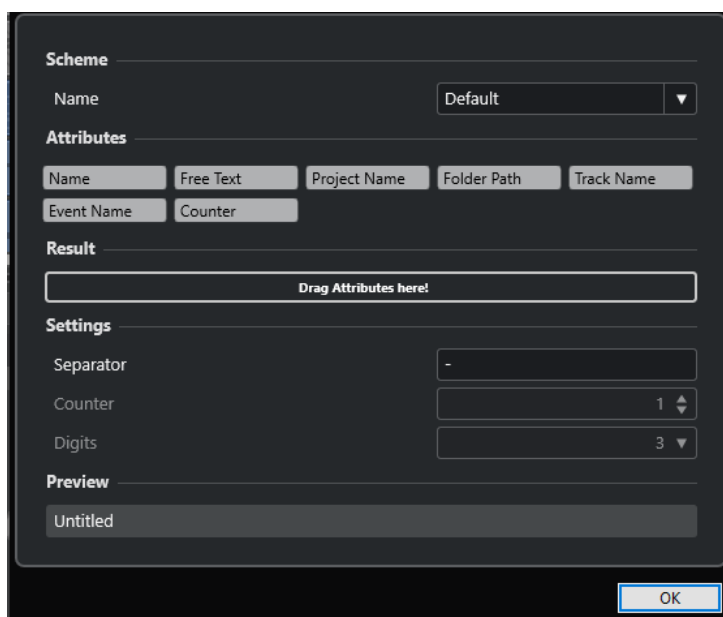 Scheme
Name Default
Attributes
Name Free Text Project Name Folder Path Track Name
Event Name Counter
Result
Drag Attributes here!
Settings
Separator -
Counter 1
Digits 3
Preview
Untitled
OK